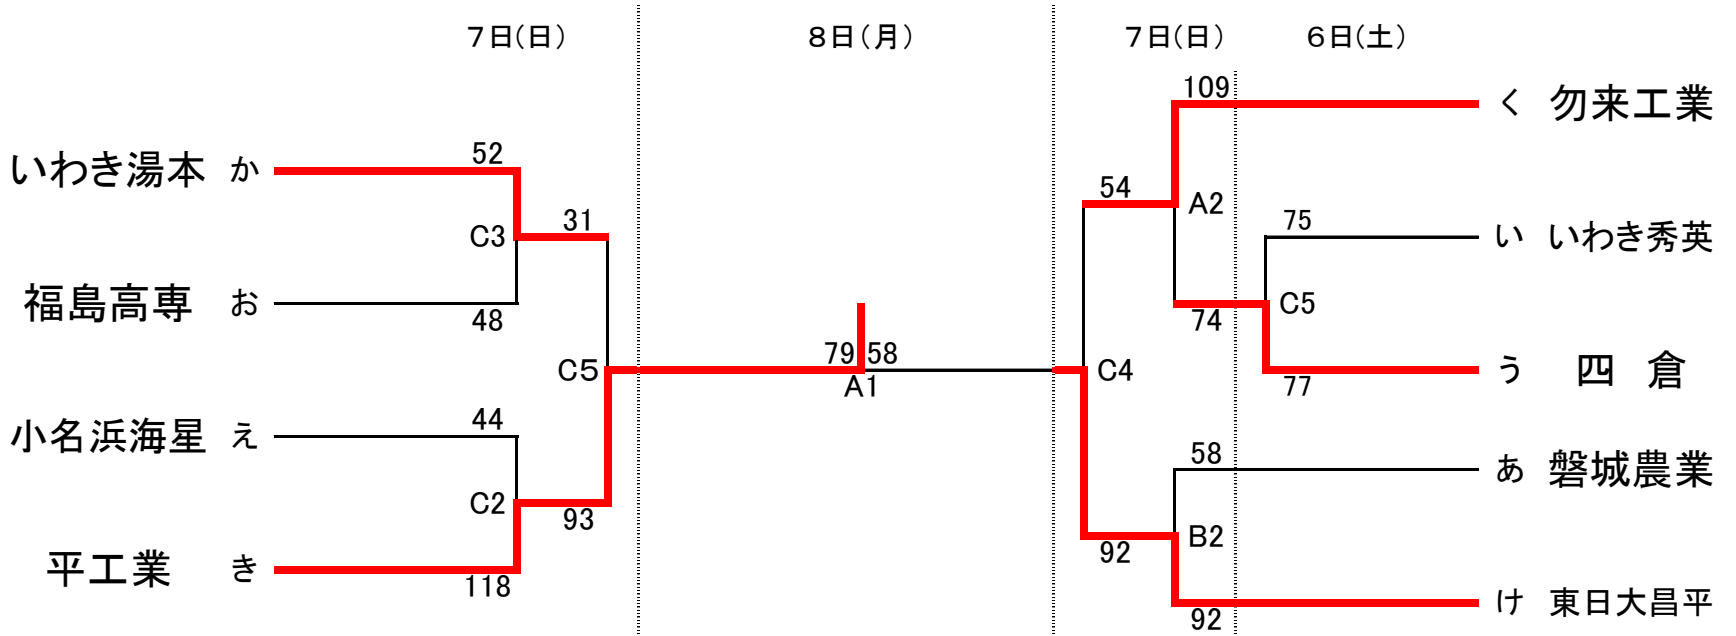 7日(日) 8日(月) 7日(日) 6日(土)
109 く 勿来工業
いわき湯本 か 52
54 A2
C3 31
75 い いわき秀英
福島高専 お 48
74 C5
79 58
C5 A1 C4
77 う 四 倉
小名浜海星 え 44
58 あ 磐城農業
C2 93
92 B2
平工業 き 118
92 け 東日大昌平